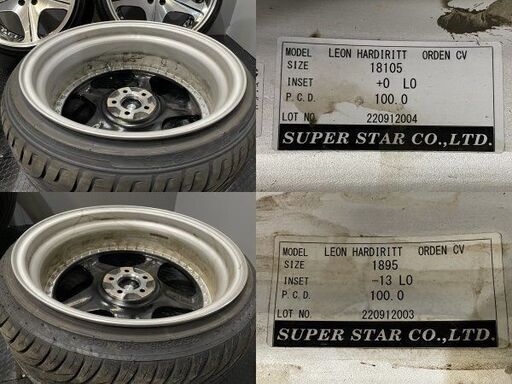 MODEL LEON HARDIRITT ORDEN CV
SIZE 18105
INSET +0 LO
P.C.D. 100.0
LOT NO. 220912004
SUPER STAR CO.,LTD.
MODEL LEON HARDIRITT ORDEN CV
SIZE 1895
INSET -13 LO
P.C.D. 100.0
LOT NO. 220912003
SUPER STAR CO.,LTD.